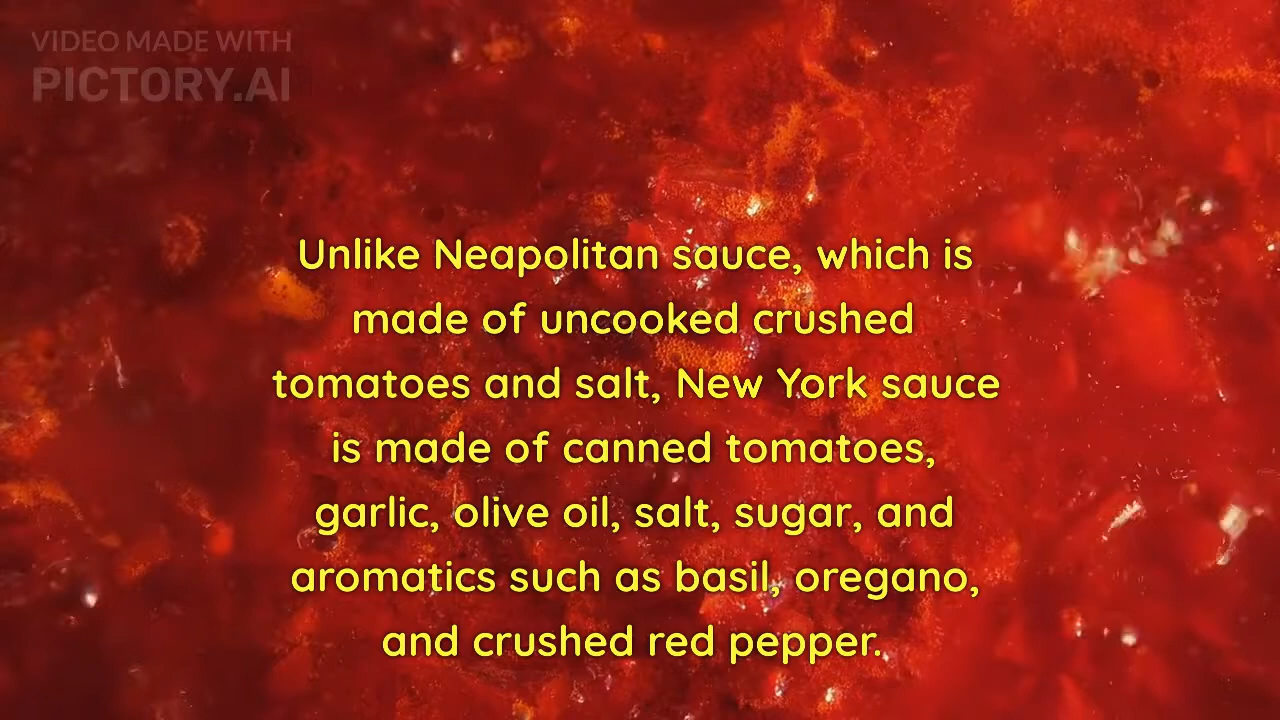 VIDEO MADE WITH
PICTORY.AI
Unlike Neapolitan sauce, which is
made of uncooked crushed
tomatoes and salt, New York sauce
is made of canned tomatoes,
garlic, olive oil, salt, sugar, and
aromatics such as basil, oregano,
and crushed red pepper.